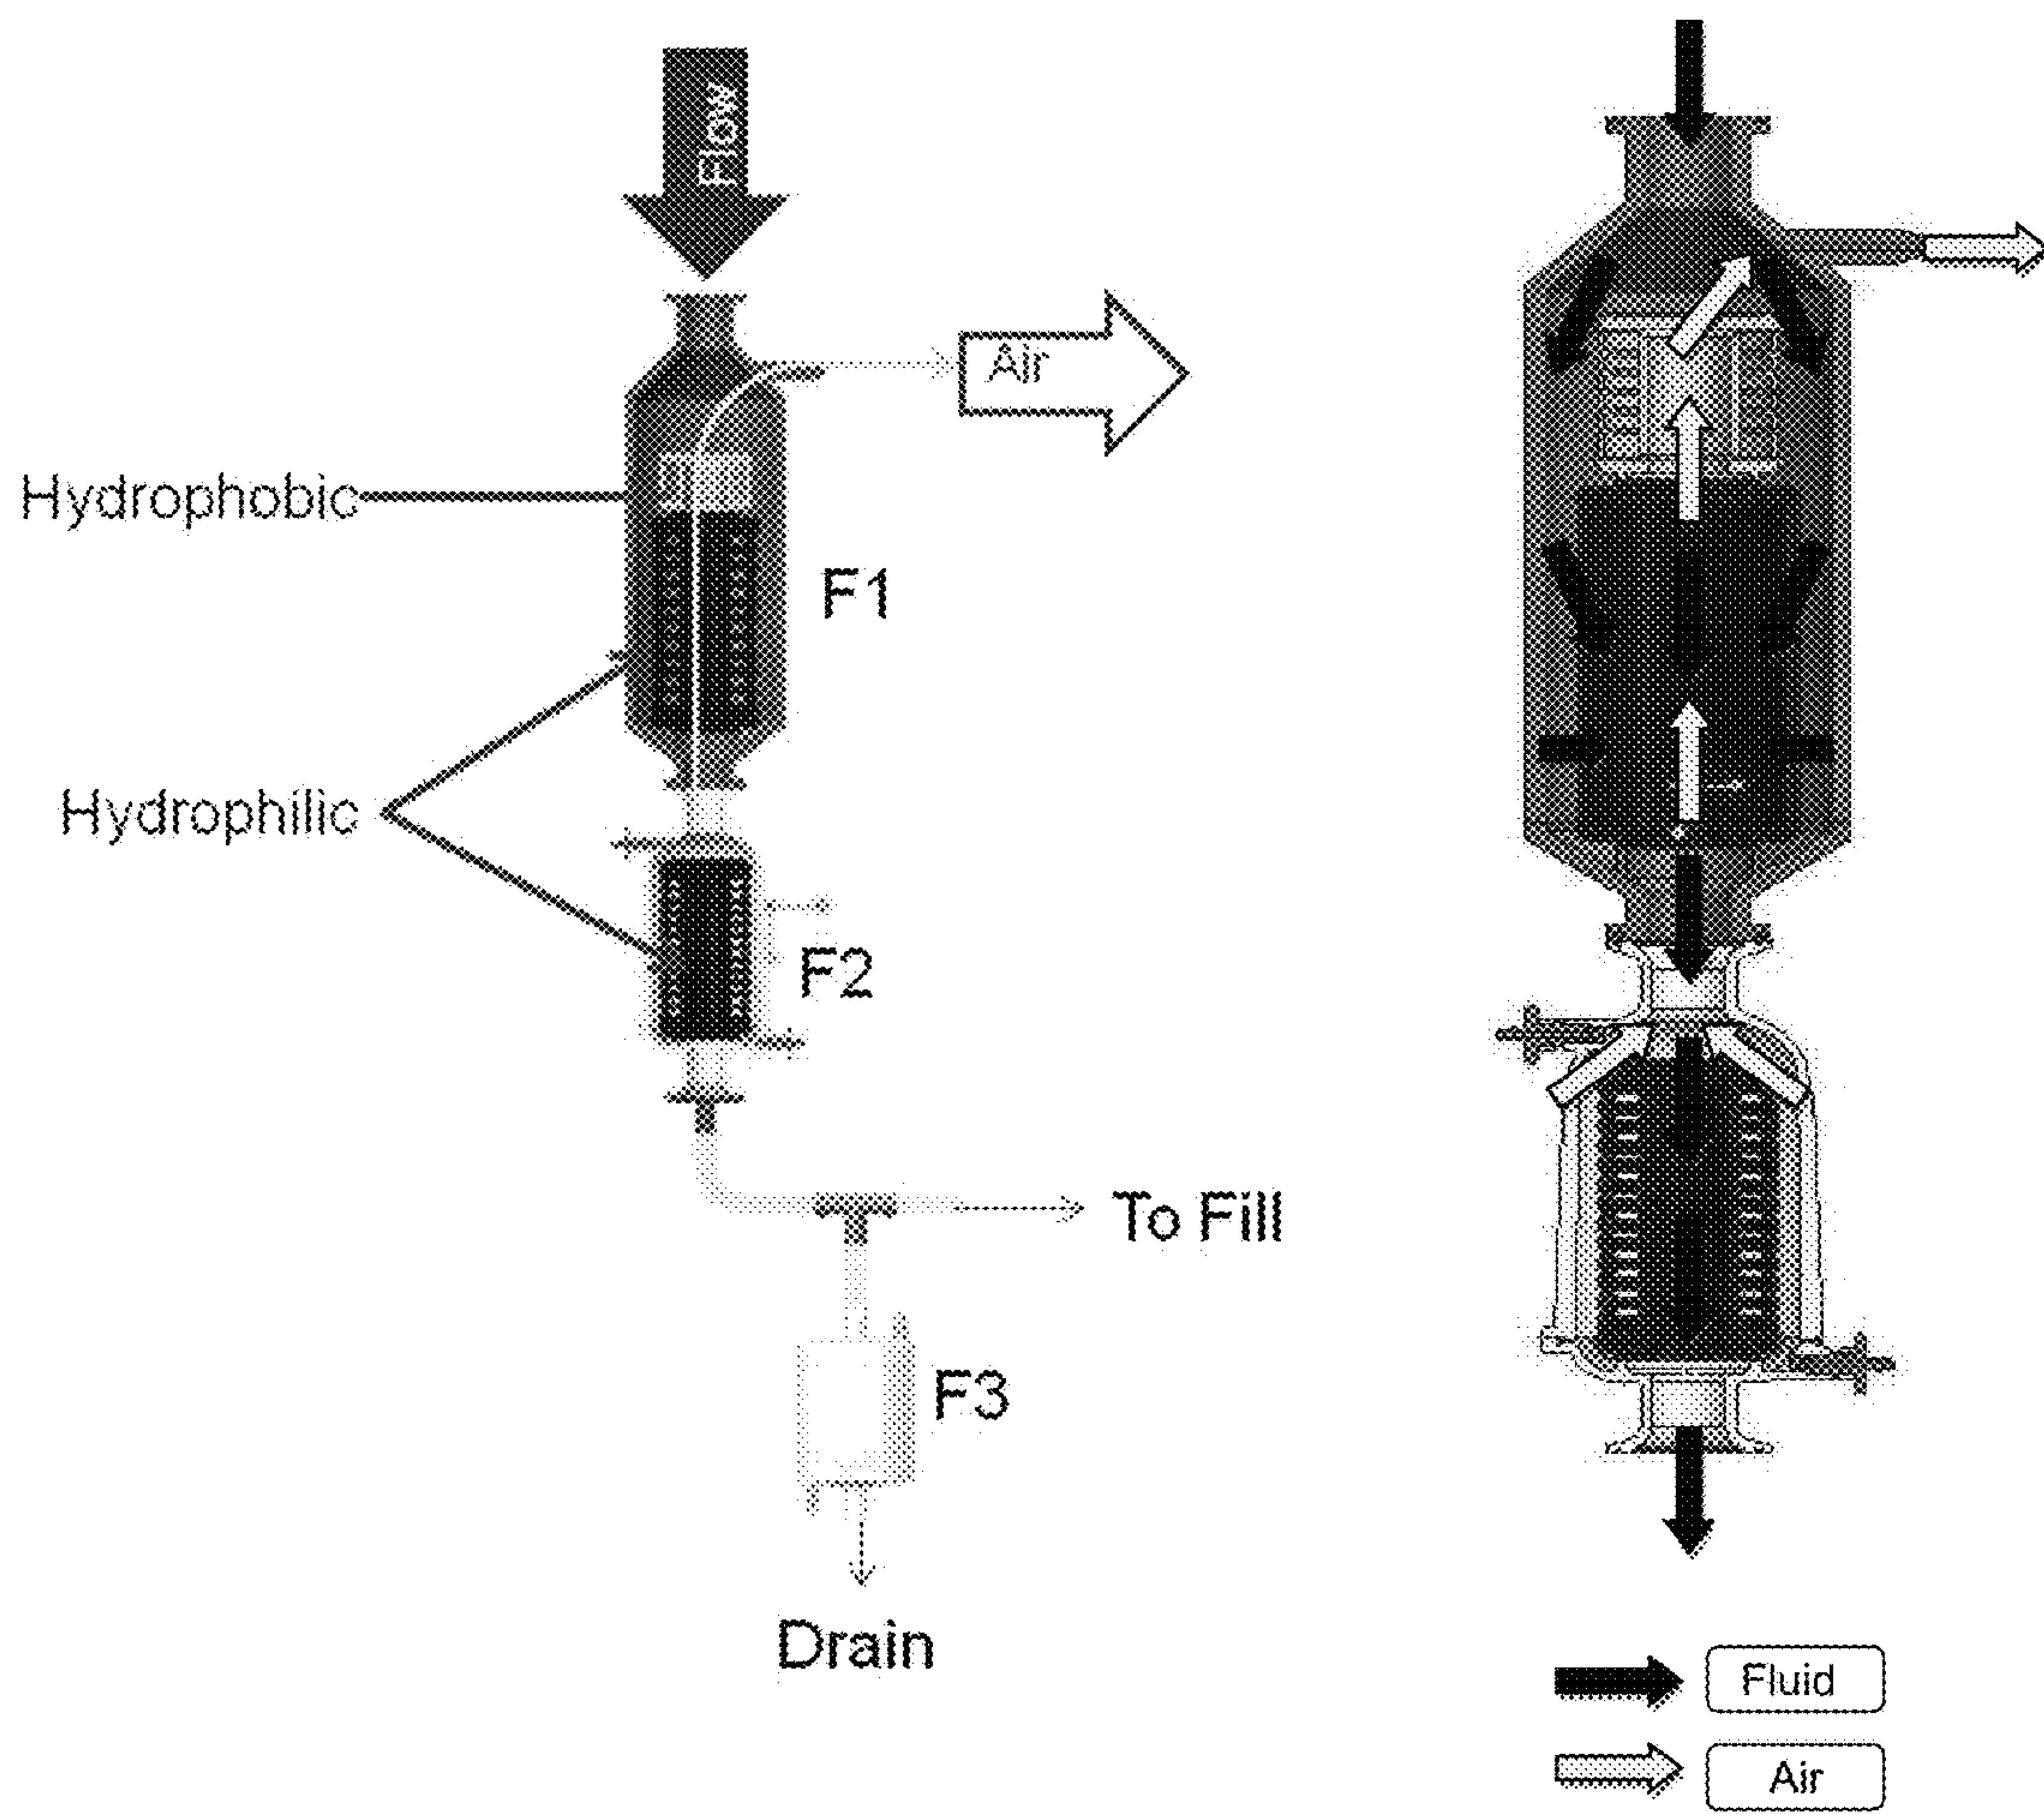 Flow
Air
Hydrophobic
F1
Hydrophilic
F2
To Fill
F3
Drain
Fluid
Air